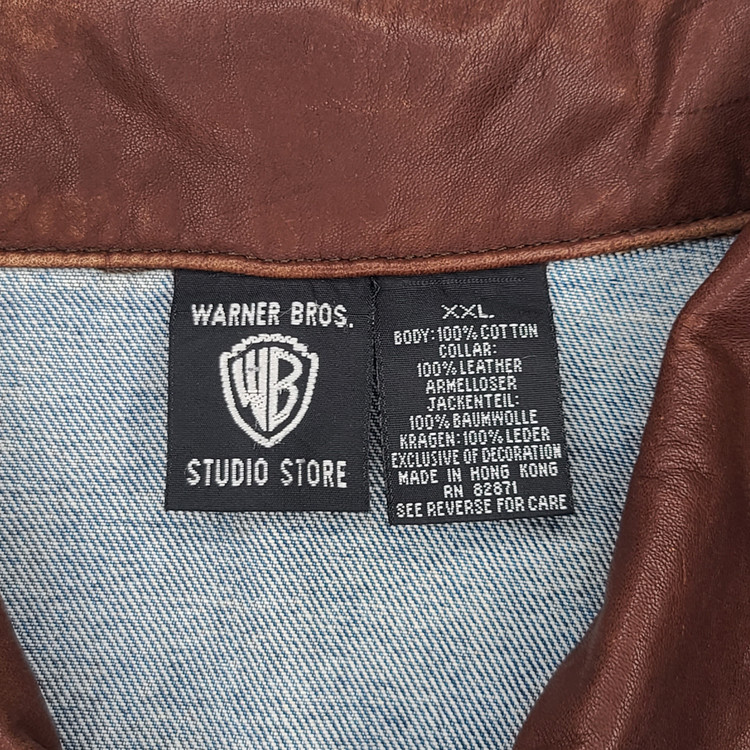 WARNER BROS.
WB
STUDIO STORE
XXL
BODY: 100% COTTON
COLLAR:
100% LEATHER
ARMELLOSER
JACKENTEIL:
100% BAUMWOLLE
KRAGEN: 100% LEDER
EXCLUSIVE OF DECORATION
MADE IN HONG KONG
RN 82871
SEE REVERSE FOR CARE